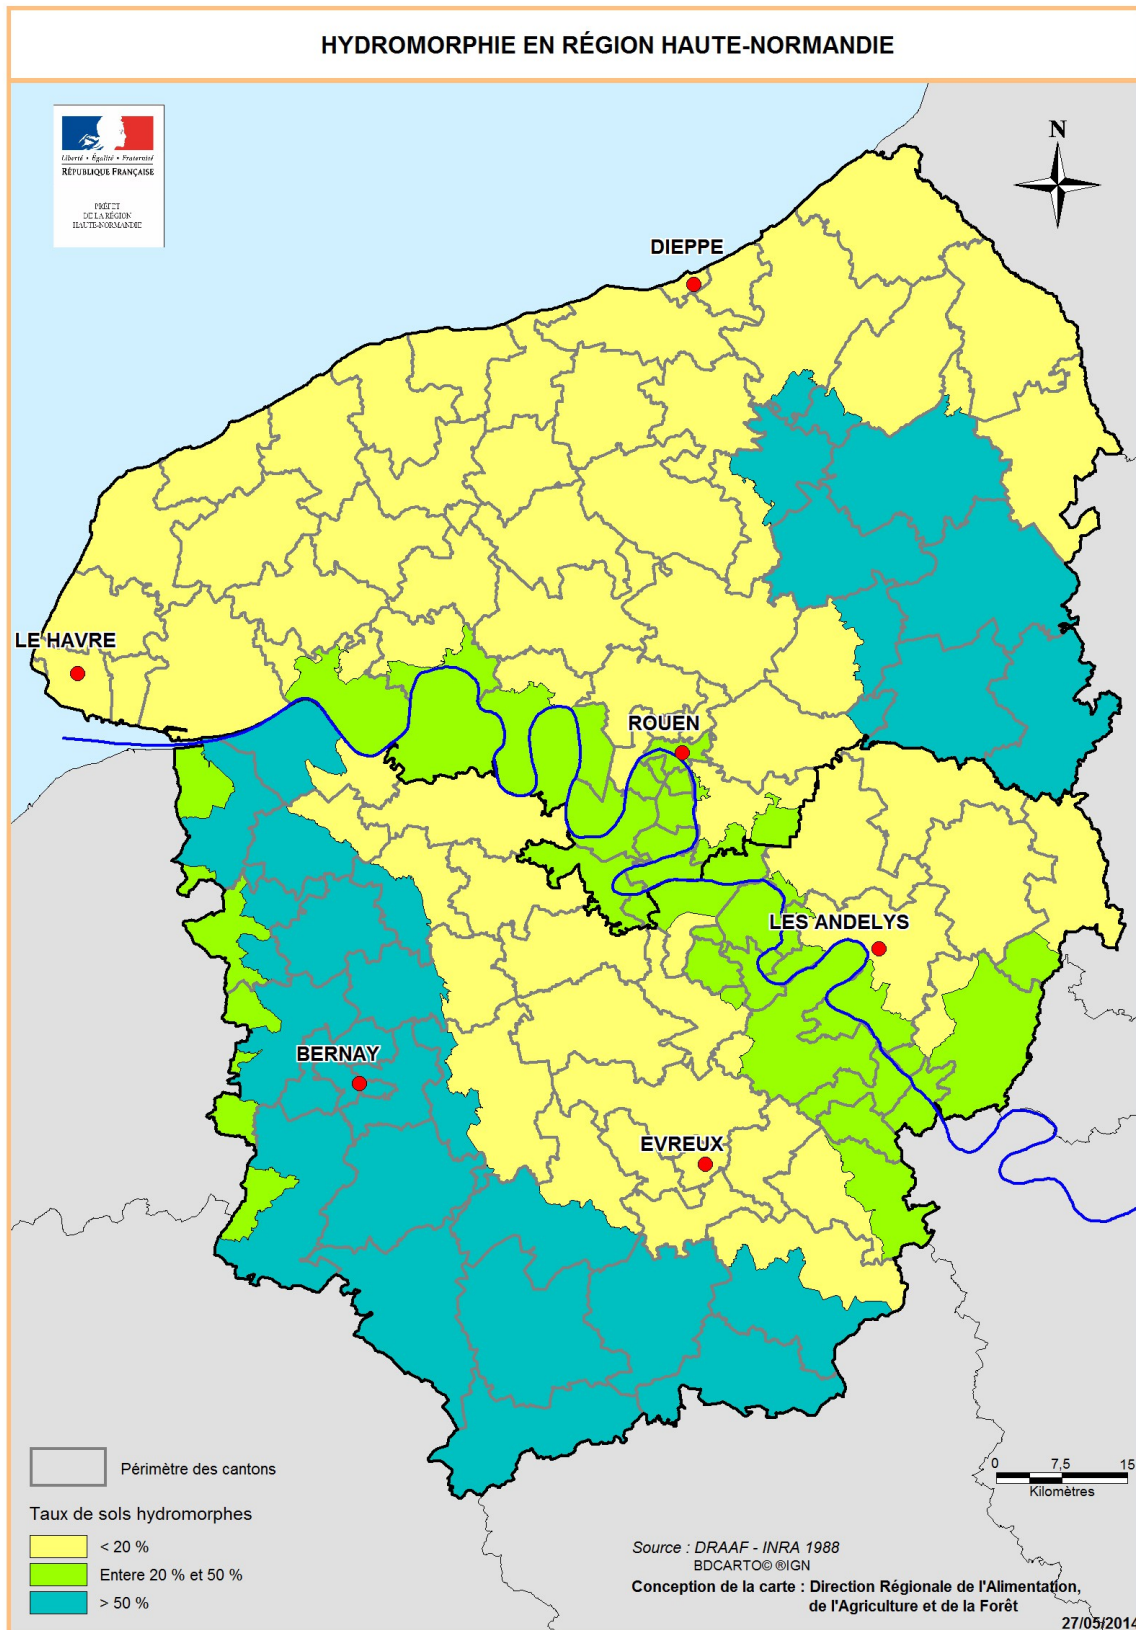 HYDROMORPHIE EN RÉGION HAUTE-NORMANDIE
Liberté • Égalité • Fraternité
RÉPUBLIQUE FRANÇAISE
PRÉFET
DE LA RÉGION
HAUTE-NORMANDIE
N
DIEPPE
LE HAVRE
ROUEN
LES ANDELYS
BERNAY
EVREUX
Périmètre des cantons
Taux de sols hydromorphes
< 20 %
Entere 20 % et 50 %
> 50 %
0 7,5 15
Kilomètres
Source : DRAAF - INRA 1988
BDCARTO© ®IGN
Conception de la carte : Direction Régionale de l'Alimentation,
de l'Agriculture et de la Forêt
27/05/2014